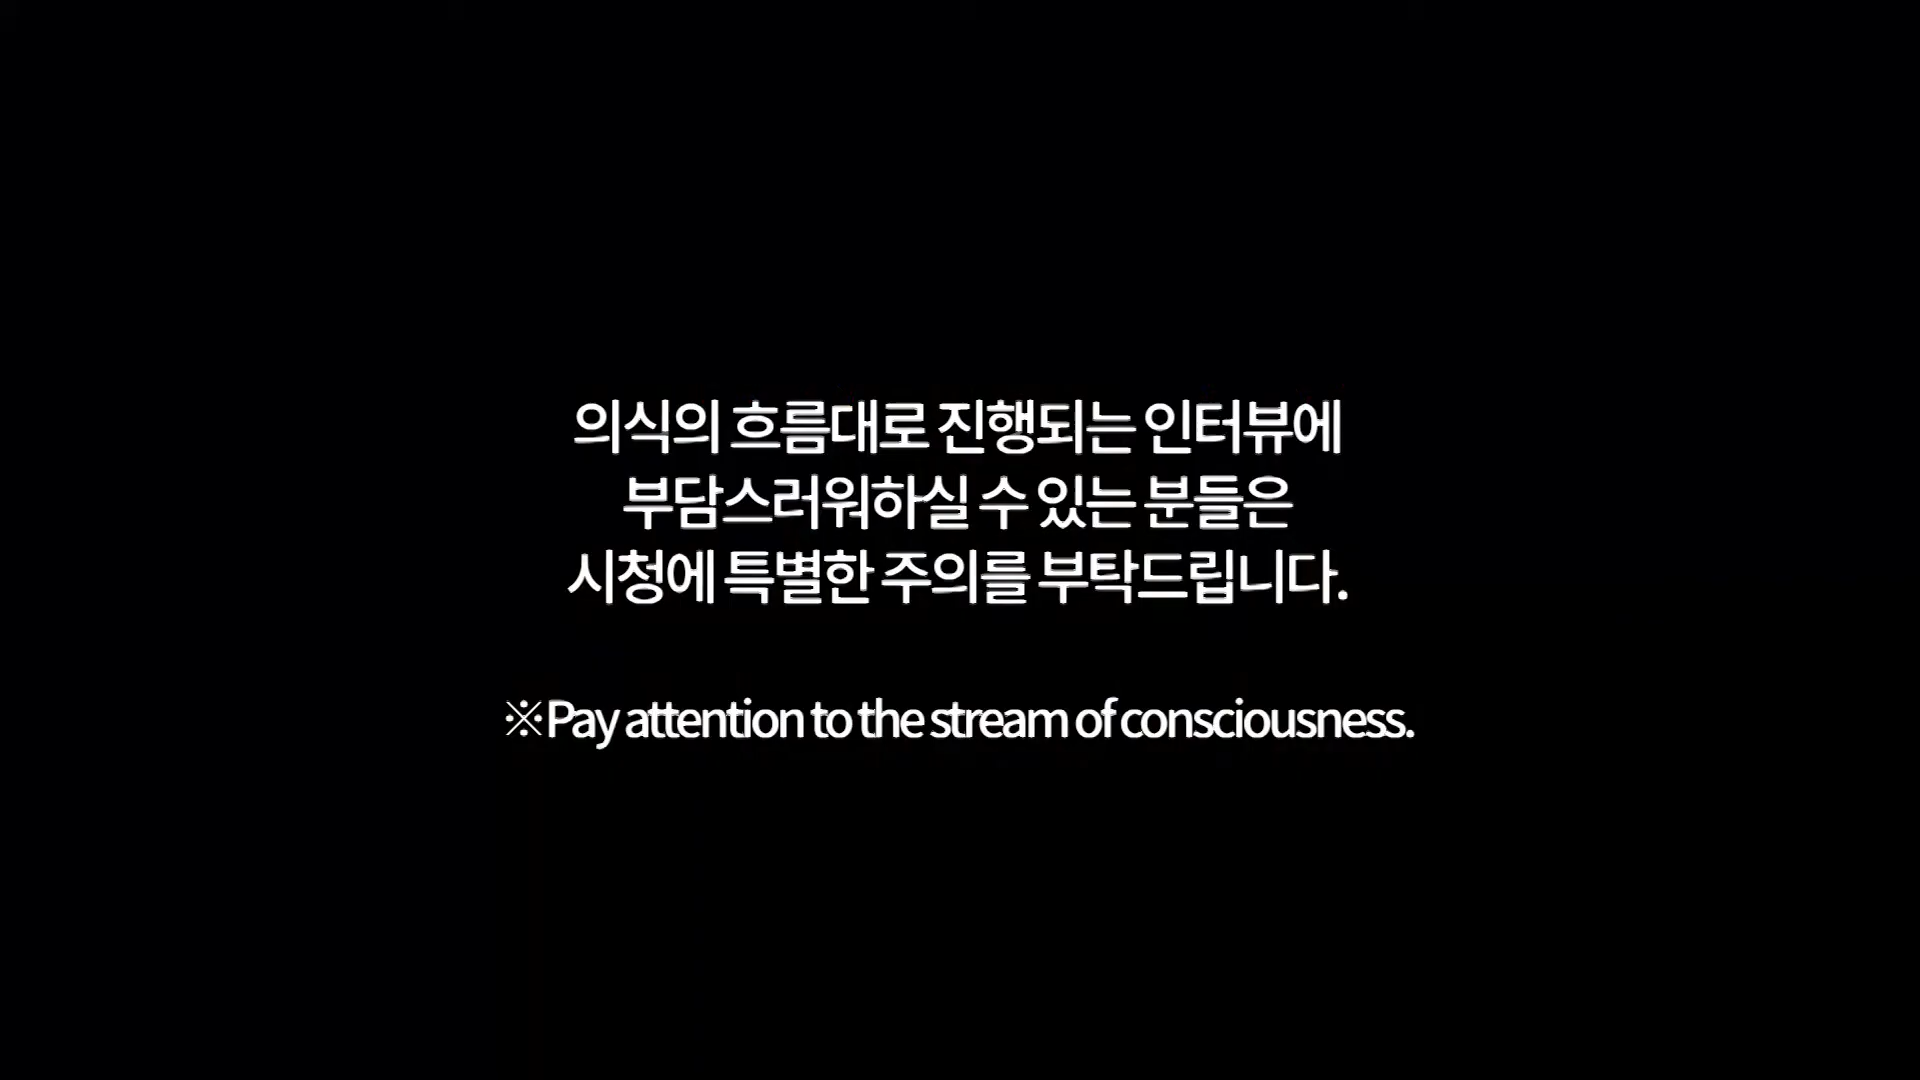 의식의 흐름대로 진행되는 인터뷰에
부담스러워하실 수 있는 분들은
시청에 특별한 주의를 부탁드립니다.
※Pay attention to the stream of consciousness.